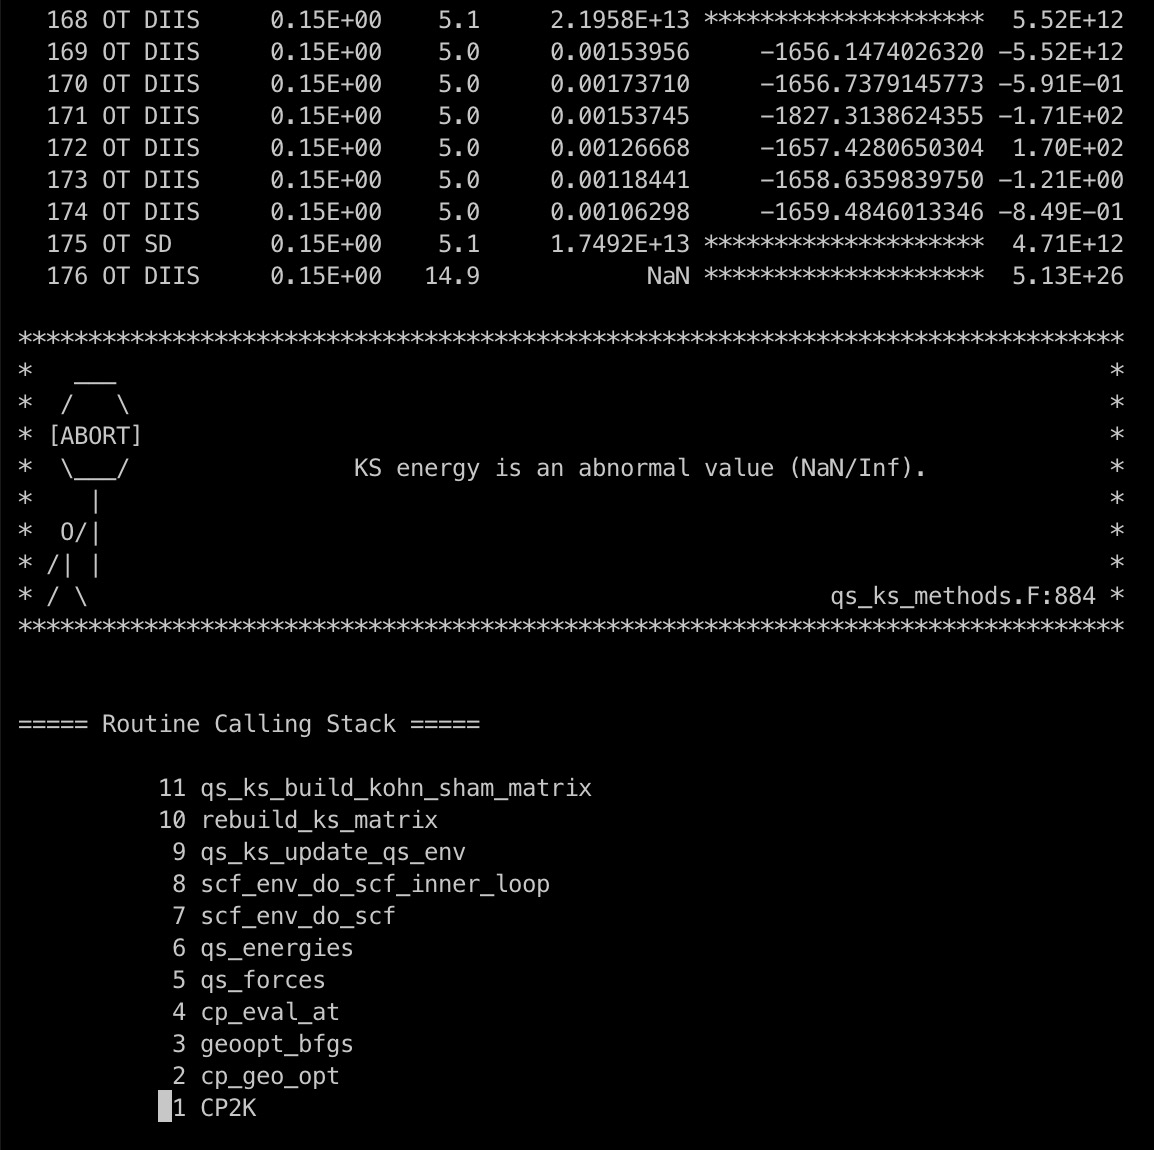 168 OT DIIS     0.15E+00    5.1     2.1958E+13 ********************  5.52E+12
169 OT DIIS     0.15E+00    5.0     0.00153956     -1656.1474026320 -5.52E+12
170 OT DIIS     0.15E+00    5.0     0.00173710     -1656.7379145773 -5.91E-01
171 OT DIIS     0.15E+00    5.0     0.00153745     -1827.3138624355 -1.71E+02
172 OT DIIS     0.15E+00    5.0     0.00126668     -1657.4280650304  1.70E+02
173 OT DIIS     0.15E+00    5.0     0.00118441     -1658.6359839750 -1.21E+00
174 OT DIIS     0.15E+00    5.0     0.00106298     -1659.4846013346 -8.49E-01
175 OT SD       0.15E+00    5.1     1.7492E+13 ********************  4.71E+12
176 OT DIIS     0.15E+00   14.9            NaN ********************  5.13E+26
*******************************************************************************
*   ___                                                                       *
*  /   \                                                                      *
* [ABORT]                                                                     *
*  \___/                KS energy is an abnormal value (NaN/Inf).             *
*    |                                                                        *
*  O/|                                                                        *
* /| |                                                                        *
* / \                                                     qs_ks_methods.F:884 *
*******************************************************************************
===== Routine Calling Stack =====
11 qs_ks_build_kohn_sham_matrix
10 rebuild_ks_matrix
9 qs_ks_update_qs_env
8 scf_env_do_scf_inner_loop
7 scf_env_do_scf
6 qs_energies
5 qs_forces
4 cp_eval_at
3 geoopt_bfgs
2 cp_geo_opt
1 CP2K